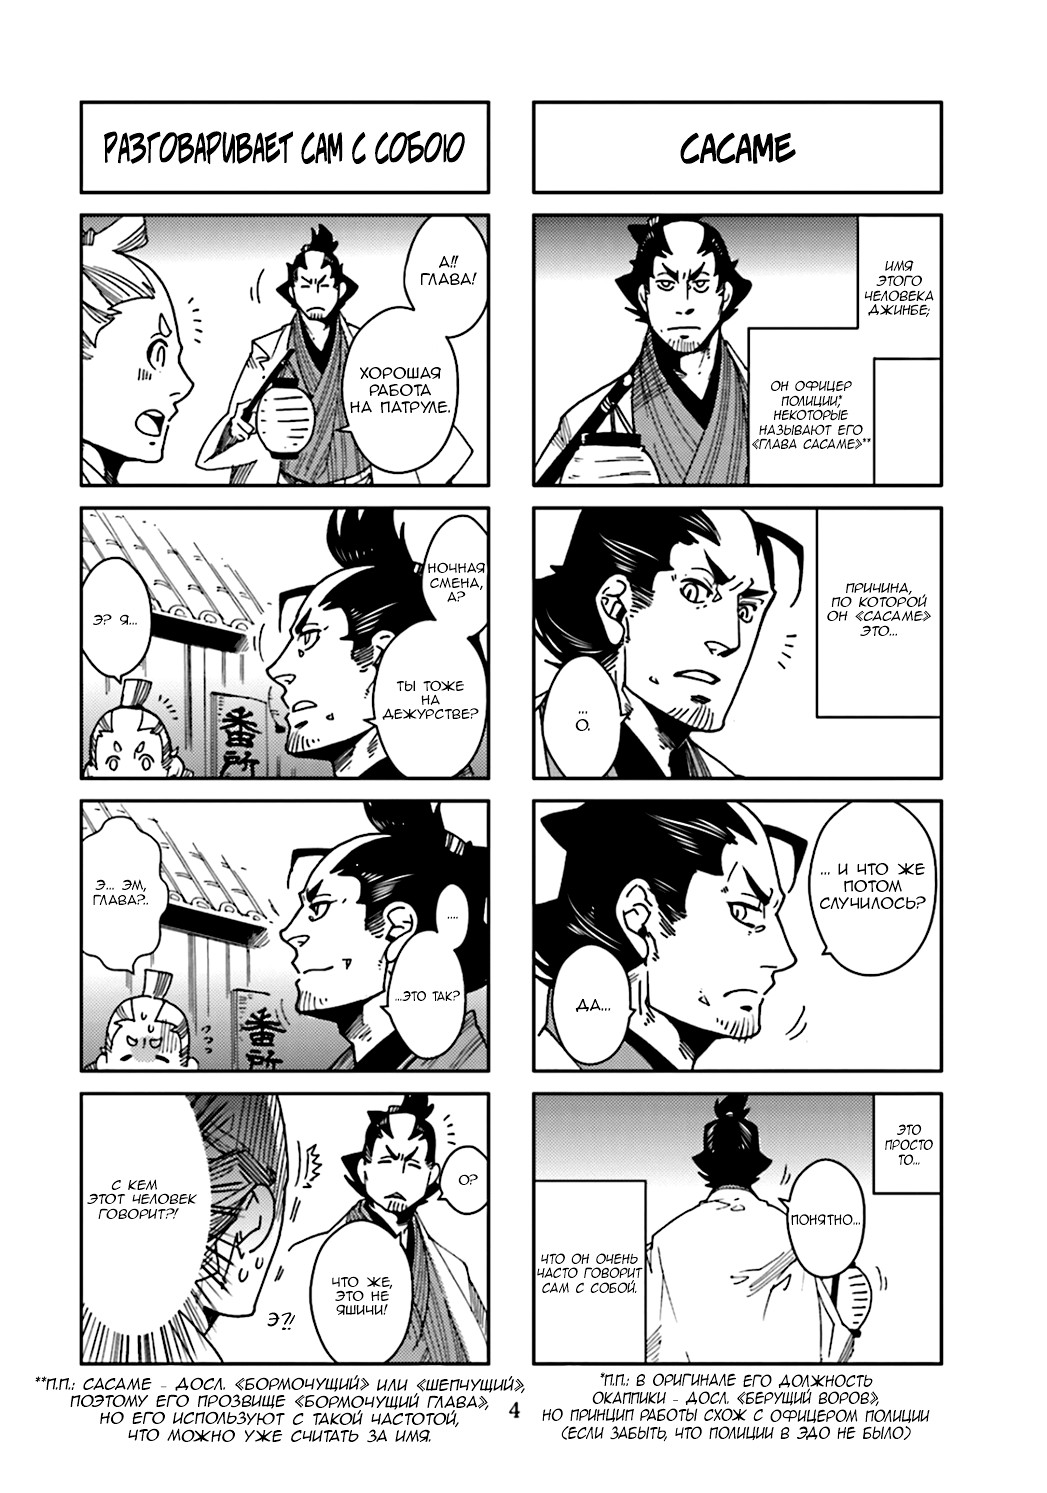 САСАМЕ
ИМЯ
ЭТОГО
ЧЕЛОВЕКА
ДЖИНБЕ;
ОН ОФИЦЕР
ПОЛИЦИИ,*
НЕКОТОРЫЕ
НАЗЫВАЮТ ЕГО
«ГЛАВА САСАМЕ»**
ПРИЧИНА,
ПО КОТОРОЙ
ОН «САСАМЕ»
ЭТО...
...
О.
... И ЧТО ЖЕ
ПОТОМ
СЛУЧИЛОСЬ?
ДА...
ЭТО
ПРОСТО
ТО...
ПОНЯТНО...
ЧТО ОН ОЧЕНЬ
ЧАСТО ГОВОРИТ
САМ С СОБОЙ.
*П.П.: В ОРИГИНАЛЕ ЕГО ДОЛЖНОСТЬ
ОКАППИКИ - ДОСЛ. «БЕРУЩИЙ ВОРОВ»,
НО ПРИНЦИП РАБОТЫ СХОЖ С ОФИЦЕРОМ ПОЛИЦИИ
(ЕСЛИ ЗАБЫТЬ, ЧТО ПОЛИЦИИ В ЭДО НЕ БЫЛО)
РАЗГОВАРИВАЕТ САМ С СОБОЮ
А!!
ГЛАВА!
ХОРОШАЯ
РАБОТА
НА ПАТРУЛЕ.
НОЧНАЯ
СМЕНА,
А?
ТЫ ТОЖЕ
НА
ДЕЖУРСТВЕ?
Э? Я...
番所
....
...ЭТО ТАК?
Э... ЭМ,
ГЛАВА?..
番所
О?
ЧТО ЖЕ,
ЭТО НЕ
ЯШИЧИ!
Э?!
С КЕМ
ЭТОТ ЧЕЛОВЕК
ГОВОРИТ?!
**П.П.: САСАМЕ - ДОСЛ. «БОРМОЧУЩИЙ» ИЛИ «ШЕПЧУЩИЙ»,
ПОЭТОМУ ЕГО ПРОЗВИЩЕ «БОРМОЧУЩИЙ ГЛАВА»,
НО ЕГО ИСПОЛЬЗУЮТ С ТАКОЙ ЧАСТОТОЙ,
ЧТО МОЖНО УЖЕ СЧИТАТЬ ЗА ИМЯ.
4